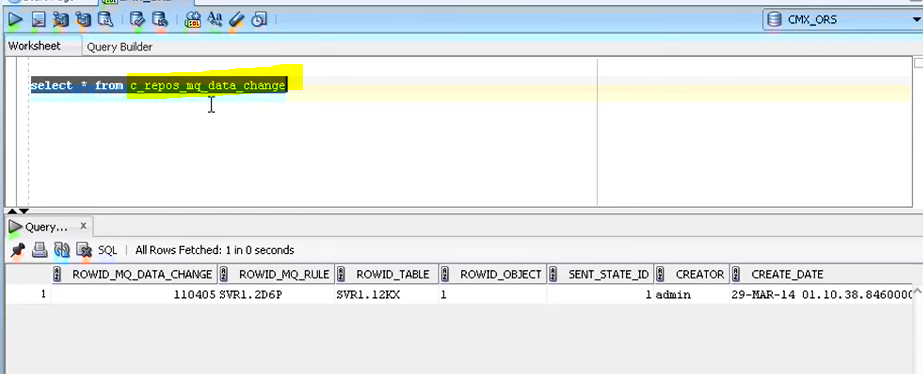 CMX_ORS
Worksheet Query Builder
select * from c_repos_mq_data_change
Query... x
SQL | All Rows Fetched: 1 in 0 seconds
ROWID_MQ_DATA_CHANGE ROWID_MQ_RULE ROWID_TABLE ROWID_OBJECT SENT_STATE_ID CREATOR CREATE_DATE
1 110405 SVR1.2D6P SVR1.12KX 1 1 admin 29-MAR-14 01.10.38.8460000